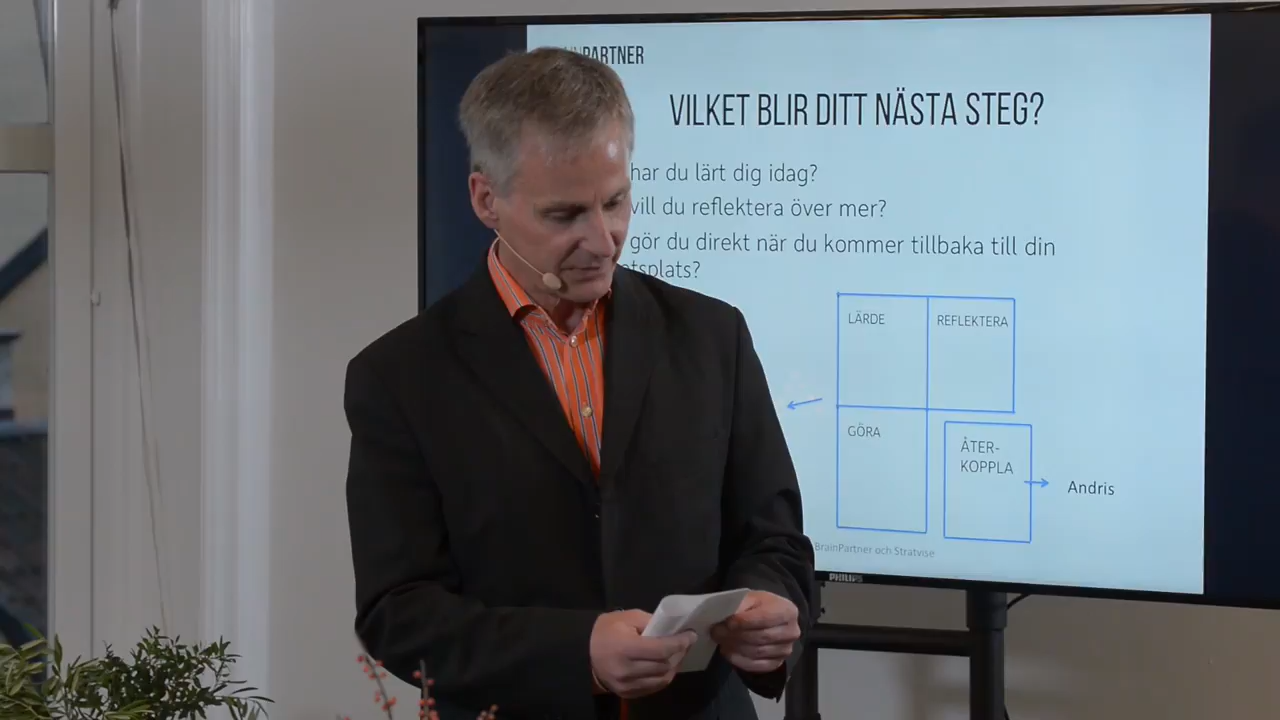 PARTNER
VILKET BLIR DITT NÄSTA STEG?
har du lärt dig idag?
vill du reflektera över mer?
gör du direkt när du kommer tillbaka till din
etsplats?
LÄRDE
REFLEKTERA
GÖRA
ÅTER-
KOPPLA
Andris
BrainPartner och Stratvise
PHILIPS